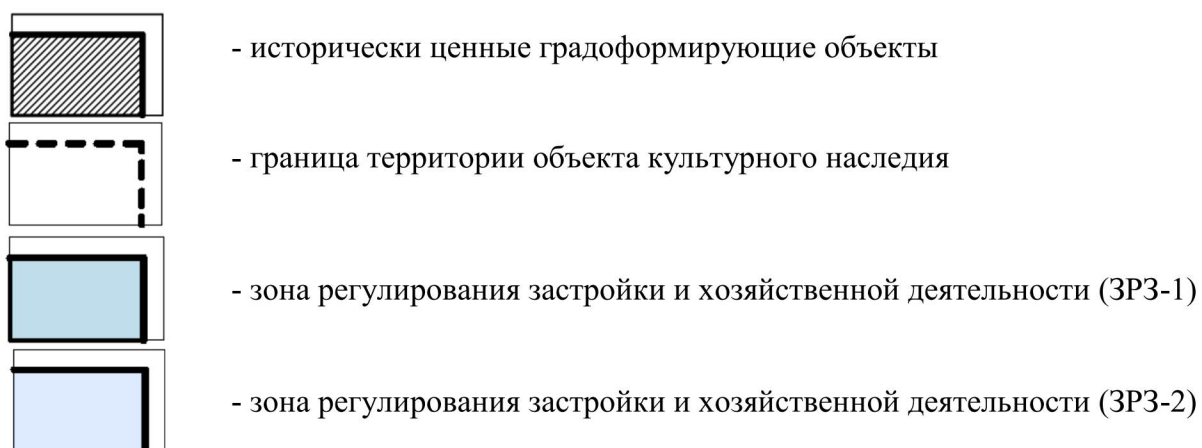 - исторически ценные градоформирующие объекты
- граница территории объекта культурного наследия
- зона регулирования застройки и хозяйственной деятельности (ЗРЗ-1)
- зона регулирования застройки и хозяйственной деятельности (ЗРЗ-2)